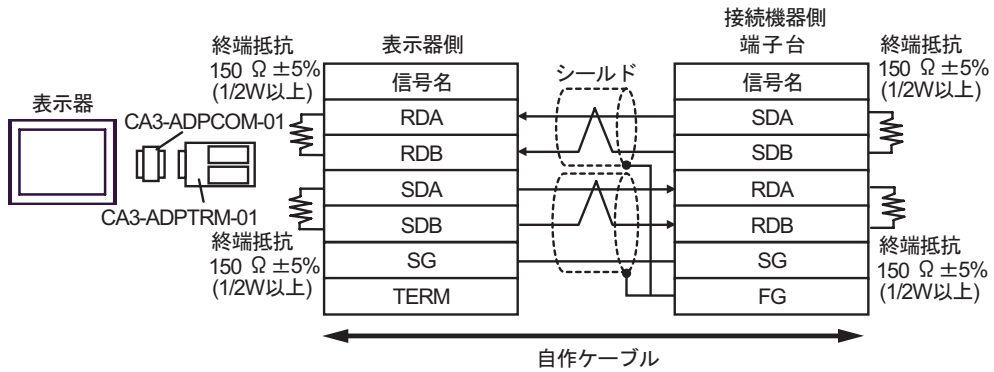 接続機器側
終端抵抗
150 Ω ±5%
(1/2W以上)
表示器側
端子台
終端抵抗
150 Ω ±5%
(1/2W以上)
信号名
シールド
信号名
表示器
CA3-ADPCOM-01
CA3-ADPTRM-01
RDA
SDA
RDB
SDB
SDA
RDA
SDB
RDB
SG
SG
TERM
FG
終端抵抗
150 Ω ±5%
(1/2W以上)
終端抵抗
150 Ω ±5%
(1/2W以上)
自作ケーブル